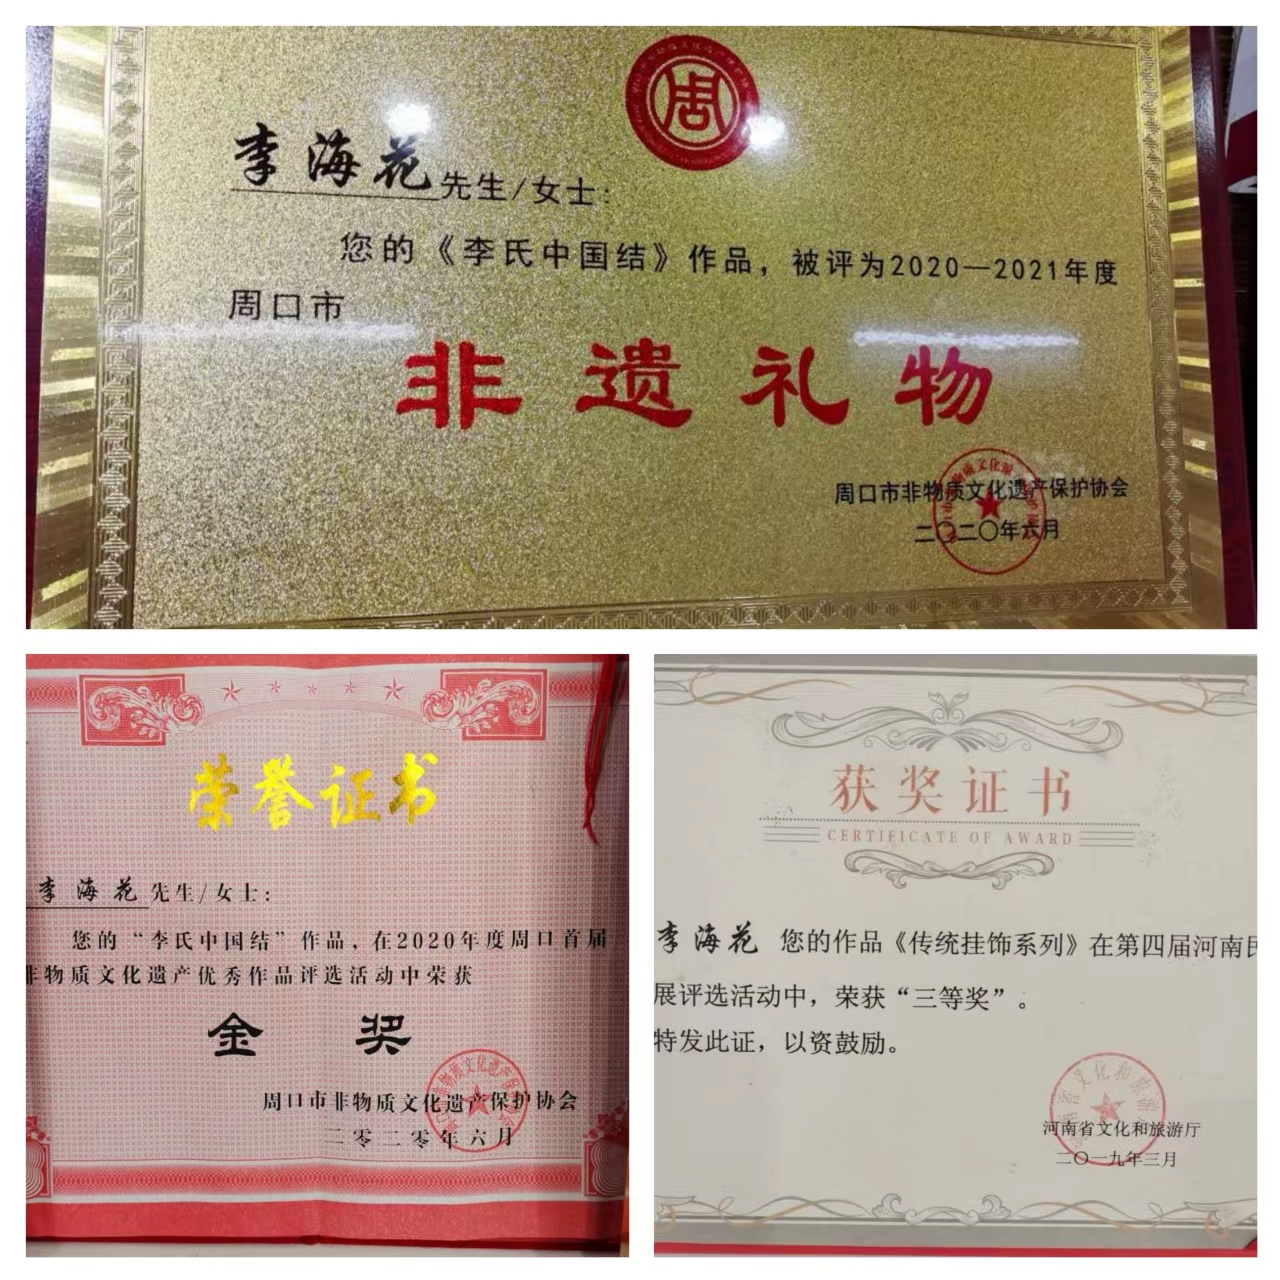 周
李海花先生/女士:
您的《李氏中国结》作品，被评为2020—2021年度
周口市
非遗礼物
周口市非物质文化遗产保护协会
二〇二〇年六月
荣誉证书
李海花先生/女士:
您的“李氏中国结”作品，在2020年度周口首届
非物质文化遗产优秀作品评选活动中荣获
金奖
周口市非物质文化遗产保护协会
二零二零年六月
获奖证书
CERTIFICATE OF AWARD
李海花 您的作品《传统挂饰系列》在第四届河南民
展评选活动中，荣获“三等奖”。
特发此证，以资鼓励。
河南省文化和旅游厅
二〇一九年三月